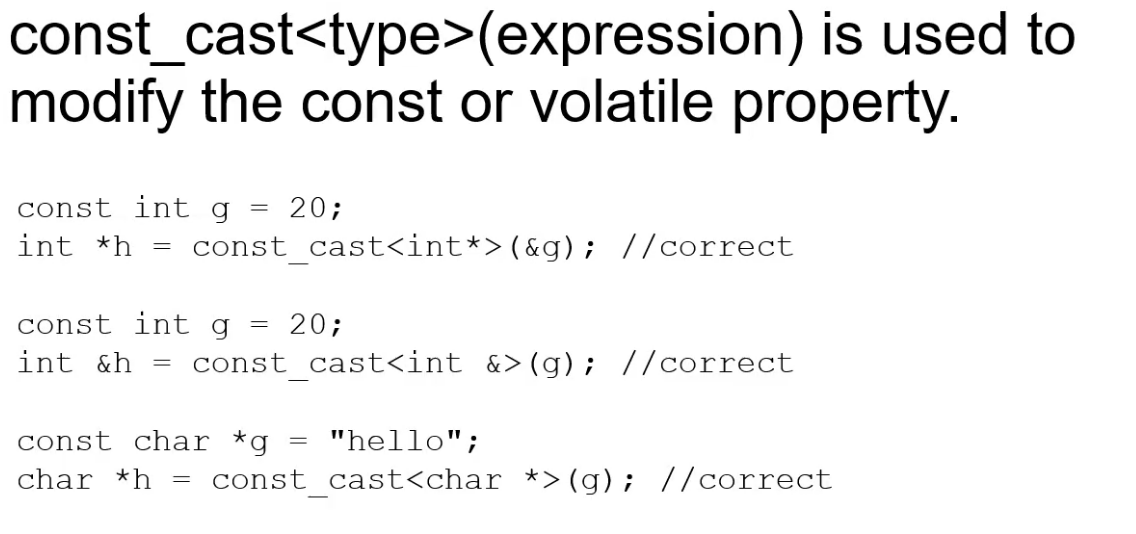 const_cast<type>(expression) is used to
modify the const or volatile property.
const int g = 20;
int *h = const_cast<int*>(&g); //correct
const int g = 20;
int &h = const_cast<int &>(g); //correct
const char *g = "hello";
char *h = const_cast<char *>(g); //correct